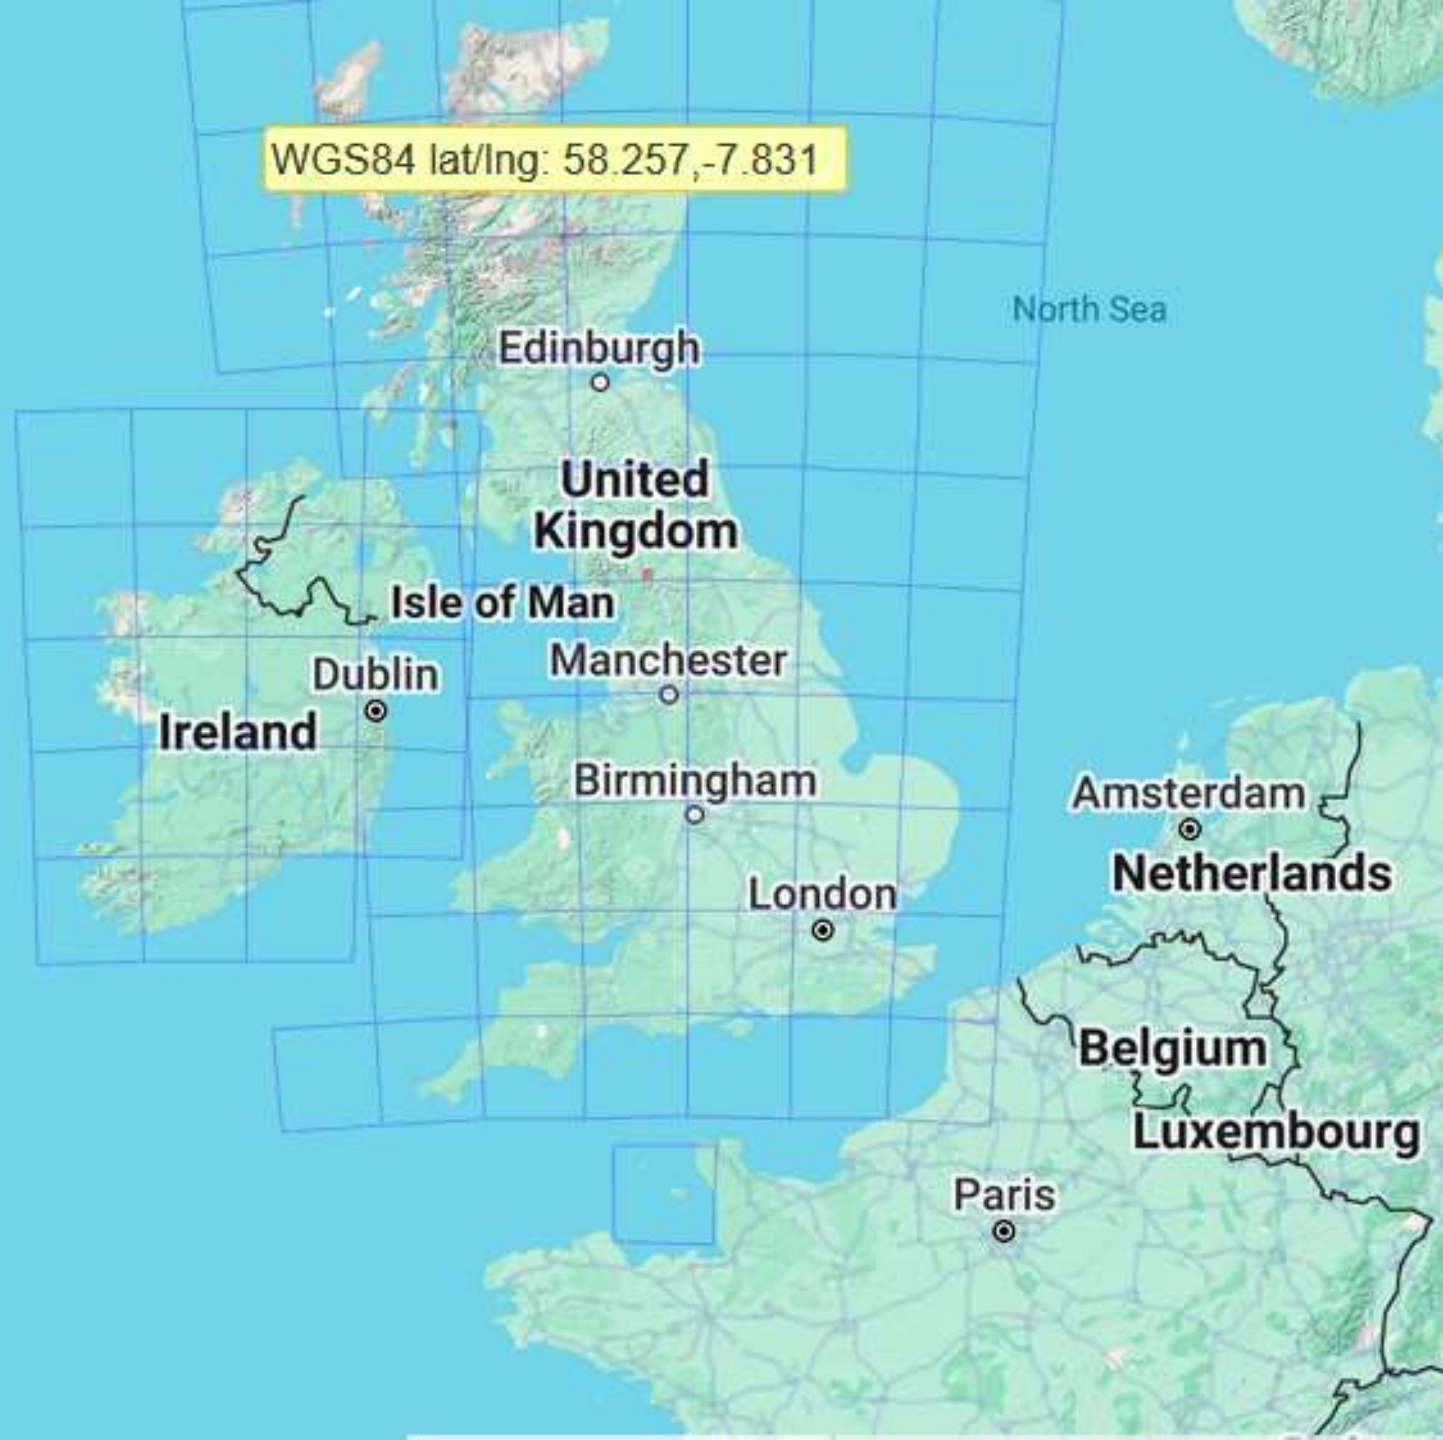 WGS84 lat/lng: 58.257,-7.831
North Sea
Edinburgh
United
Kingdom
Isle of Man
Manchester
Dublin
Ireland
Birmingham
Amsterdam
Netherlands
London
Belgium
Luxembourg
Paris